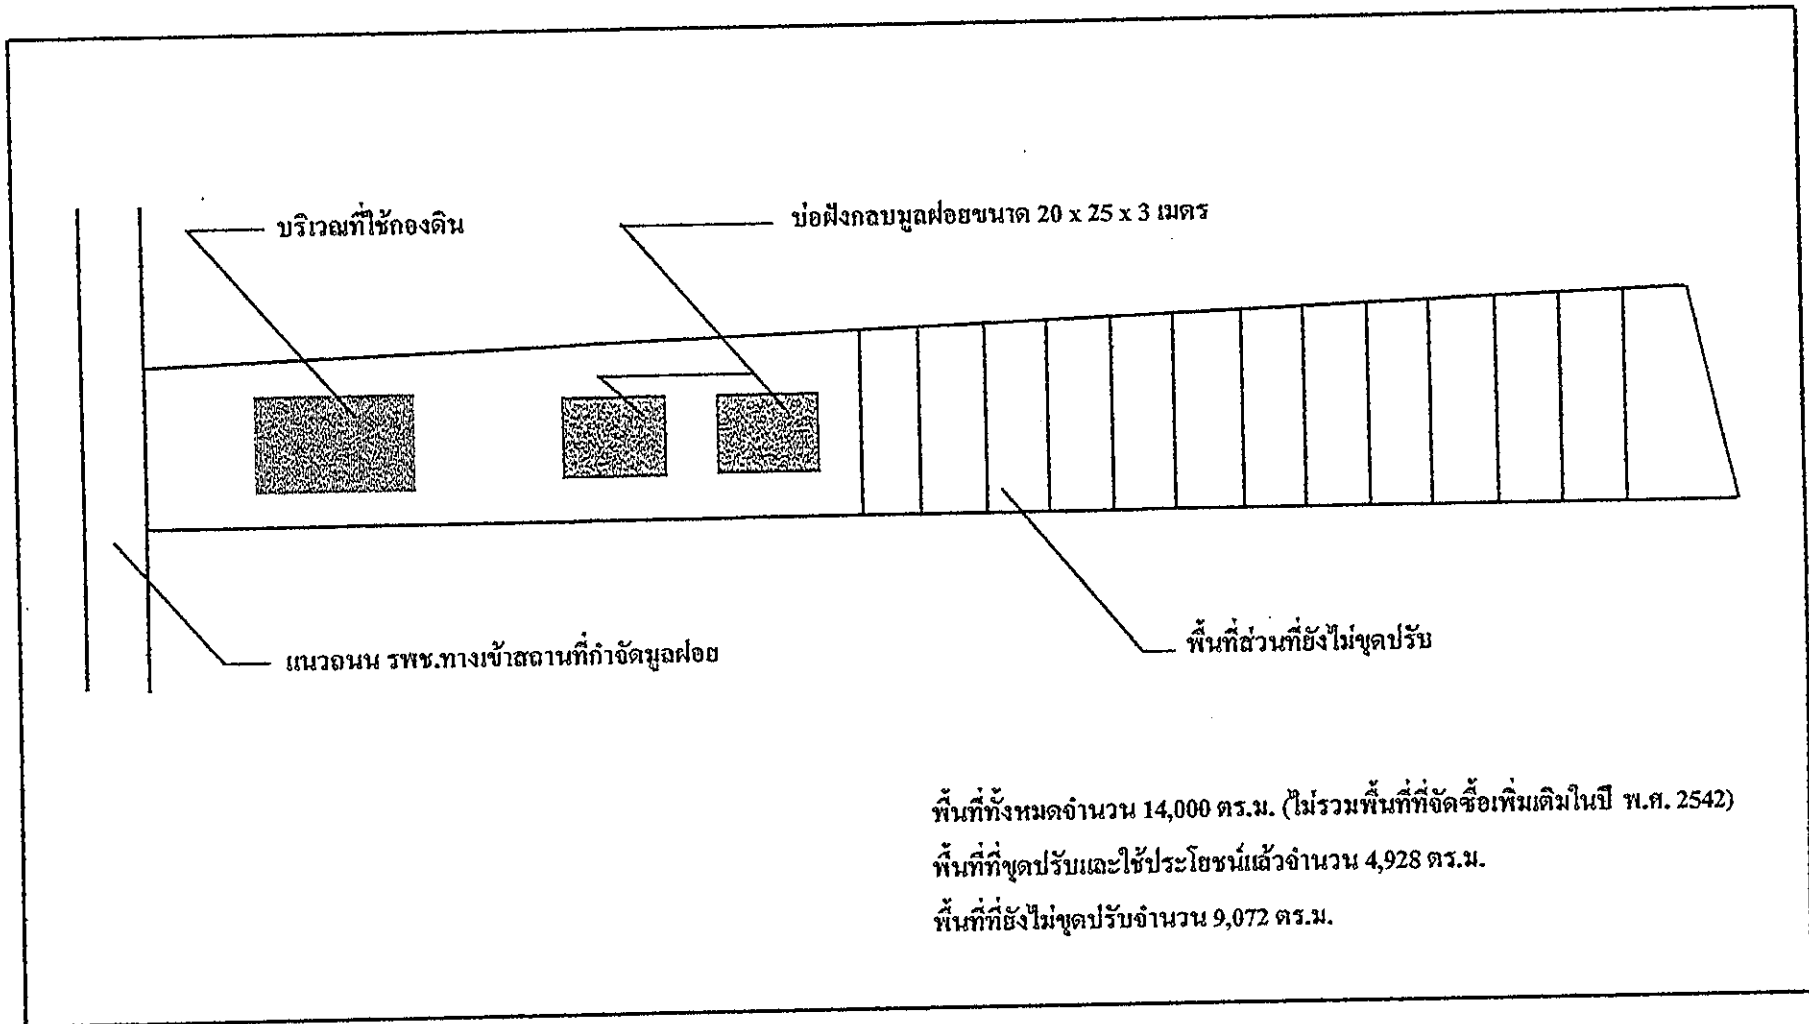 บริเวณที่ใช้กองดิน
บ่อฝังกลบมูลฝอยขนาด 20 x 25 x 3 เมตร
แนวถนน รพช.ทางเข้าสถานที่กำจัดมูลฝอย
พื้นที่ส่วนที่ยังไม่ขุดปรับ
พื้นที่ทั้งหมดจำนวน 14,000 ตร.ม. (ไม่รวมพื้นที่ที่จัดซื้อเพิ่มเติมในปี พ.ศ. 2542)
พื้นที่ที่ขุดปรับและใช้ประโยชน์แล้วจำนวน 4,928 ตร.ม.
พื้นที่ที่ยังไม่ขุดปรับจำนวน 9,072 ตร.ม.